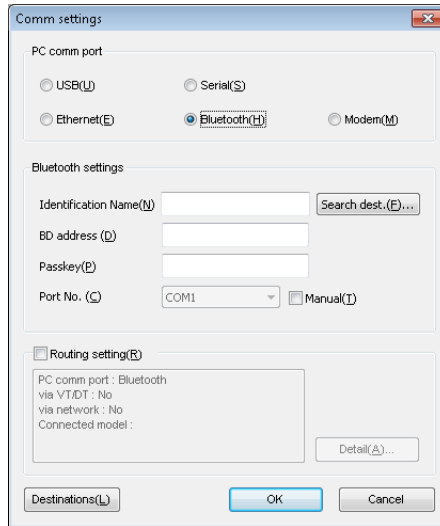 Comm settings
PC comm port
USB(U)
Serial(S)
Ethernet(E)
Bluetooth(H)
Modem(M)
Bluetooth settings
Identification Name(N)
Search dest.(F)...
BD address (D)
Passkey(P)
Port No. (C)
COM1
Manual(T)
Routing setting(R)
PC comm port : Bluetooth
via VT/DT : No
via network : No
Connected model :
Detail(A)...
Destinations(L)
OK
Cancel